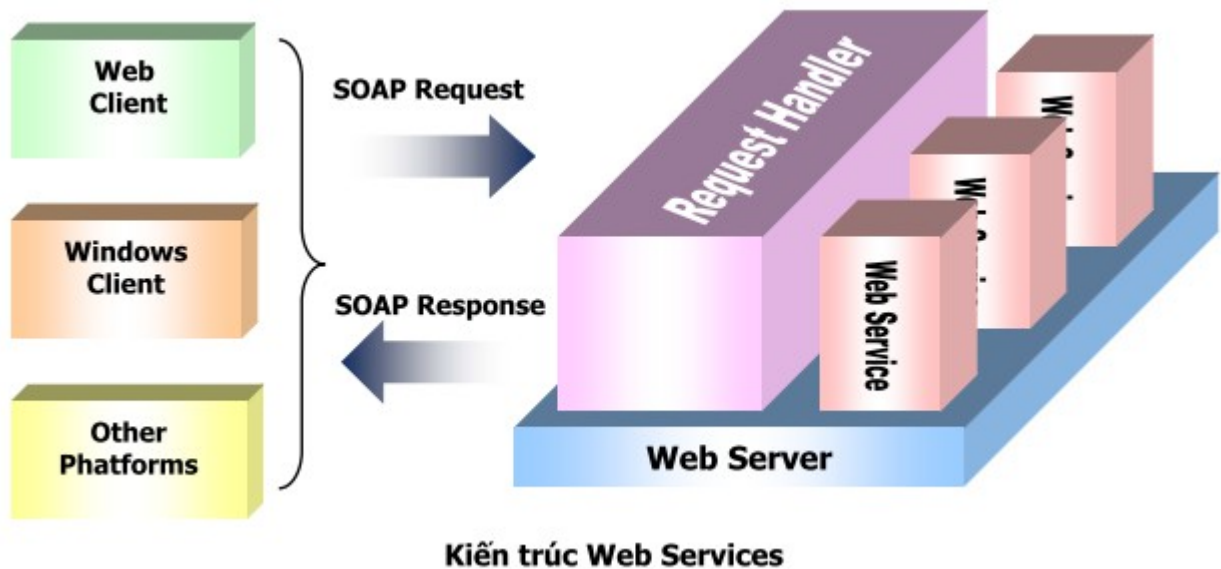 Web
Client
Windows
Client
Other
Phatforms
SOAP Request
SOAP Response
Request Handler
Web Service
Web Server
Kiến trúc Web Services